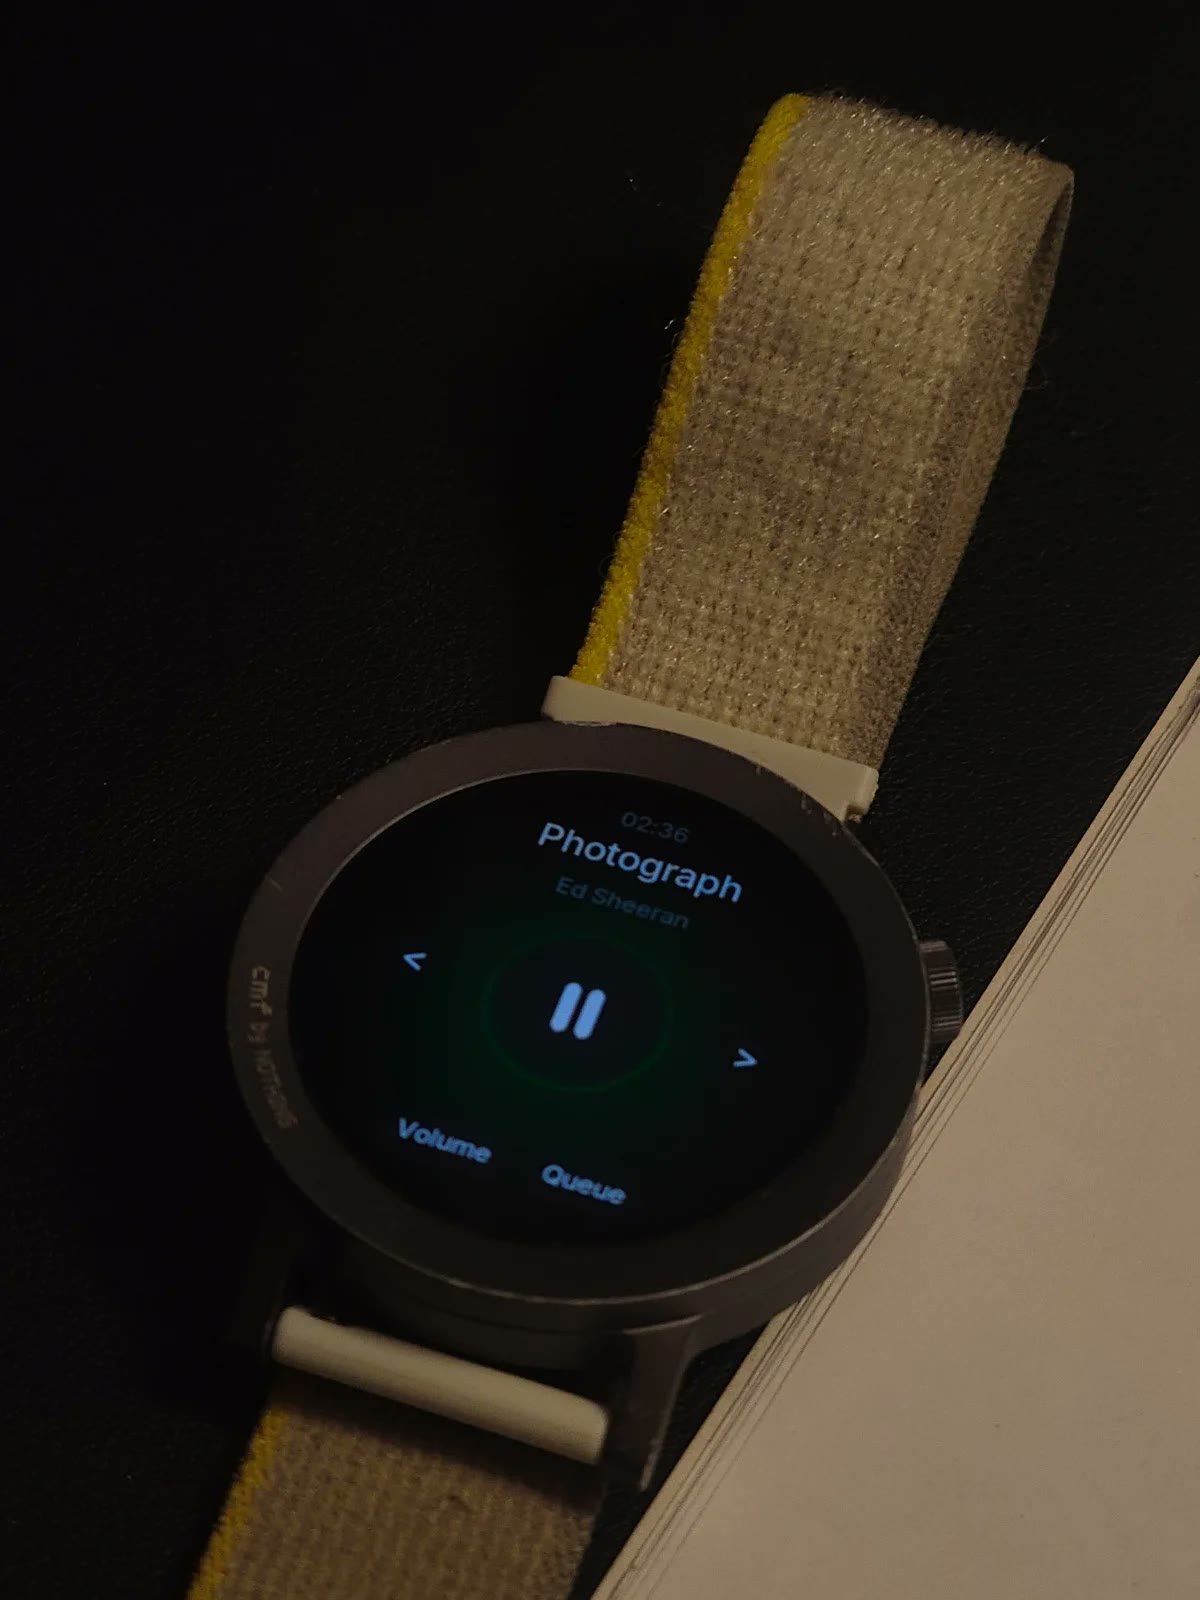 02:36
Photograph
Ed Sheeran
<
>
Volume
Queue
cmf by NOTHING